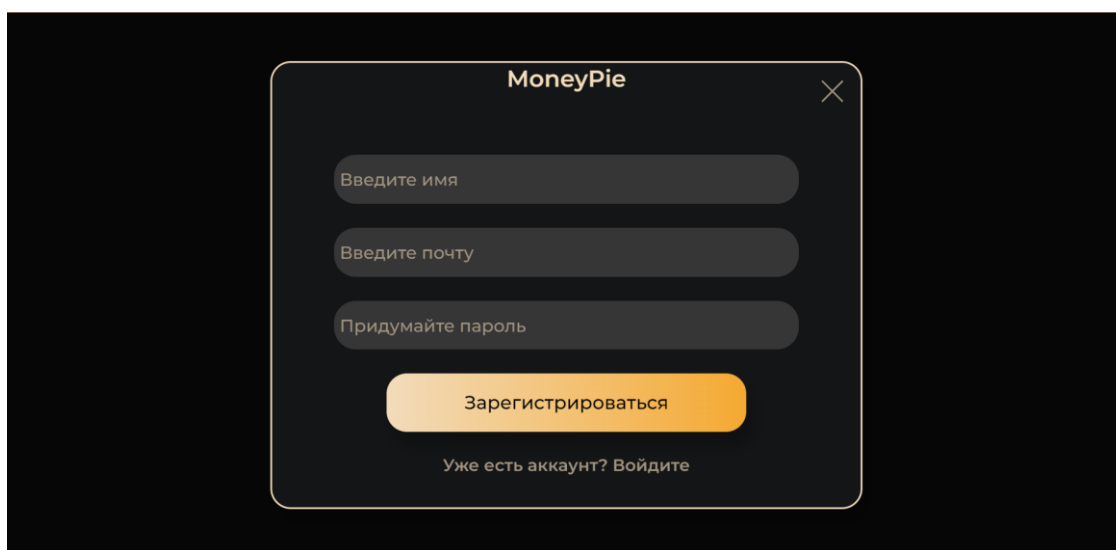 MoneyPie
Введите имя
Введите почту
Придумайте пароль
Зарегистрироваться
Уже есть аккаунт? Войдите